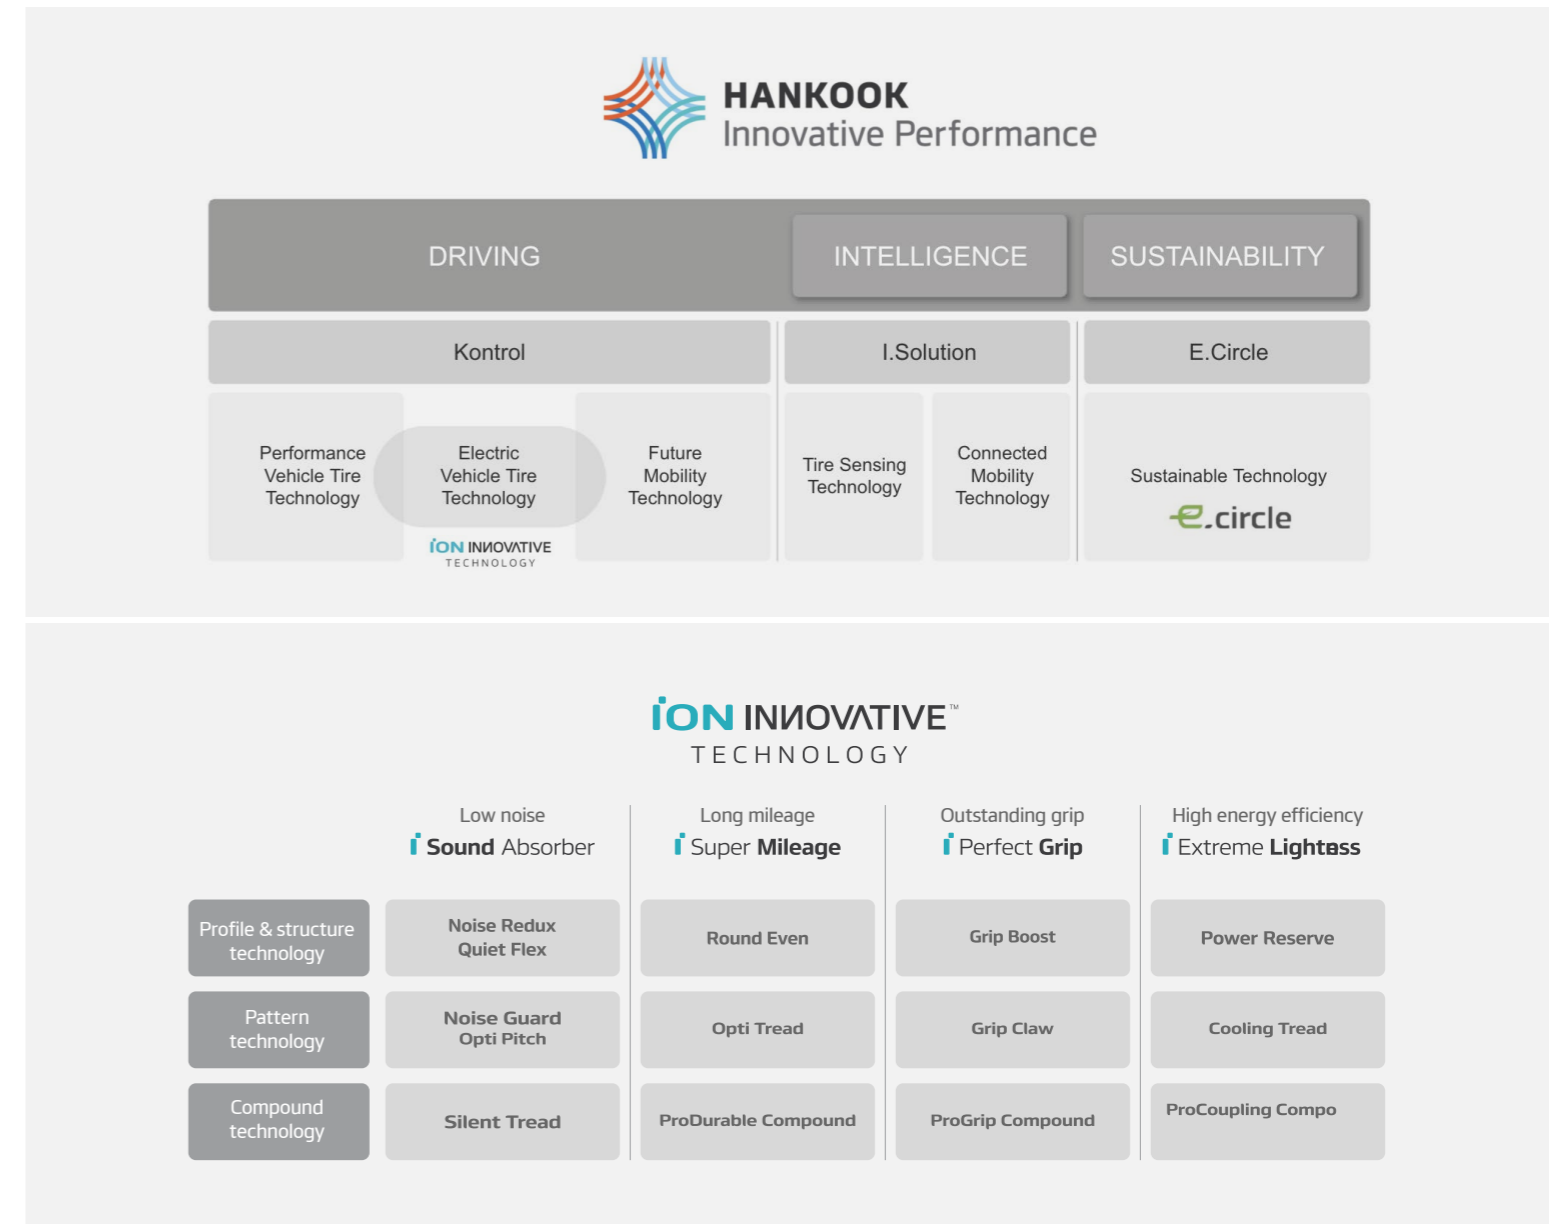 HANKOOK
Innovative Performance
DRIVING
INTELLIGENCE
SUSTAINABILITY
Kontrol
I.Solution
E.Circle
Performance
Vehicle Tire
Technology
Electric
Vehicle Tire
Technology
iON INNOVATIVE
TECHNOLOGY
Future
Mobility
Technology
Tire Sensing
Technology
Connected
Mobility
Technology
Sustainable Technology
e.circle
iON INNOVATIVE™
TECHNOLOGY
Low noise
i Sound Absorber
Long mileage
i Super Mileage
Outstanding grip
i Perfect Grip
High energy efficiency
i Extreme Lightness
Profile & structure
technology
Noise Redux
Quiet Flex
Round Even
Grip Boost
Power Reserve
Pattern
technology
Noise Guard
Opti Pitch
Opti Tread
Grip Claw
Cooling Tread
Compound
technology
Silent Tread
ProDurable Compound
ProGrip Compound
ProCoupling Compo